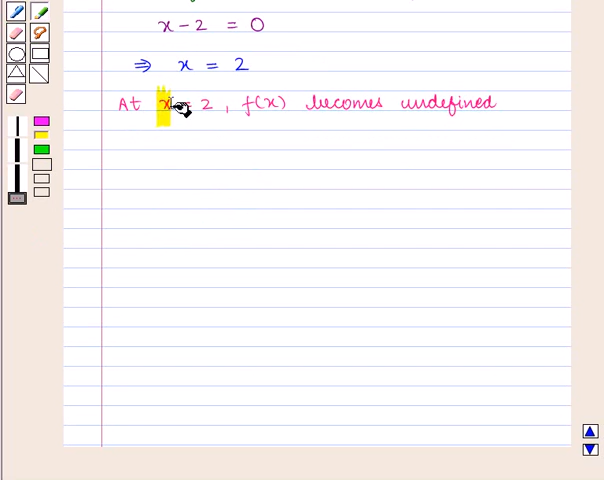 x - 2 = 0
⇒ x = 2
At x = 2 , f(x) becomes undefined